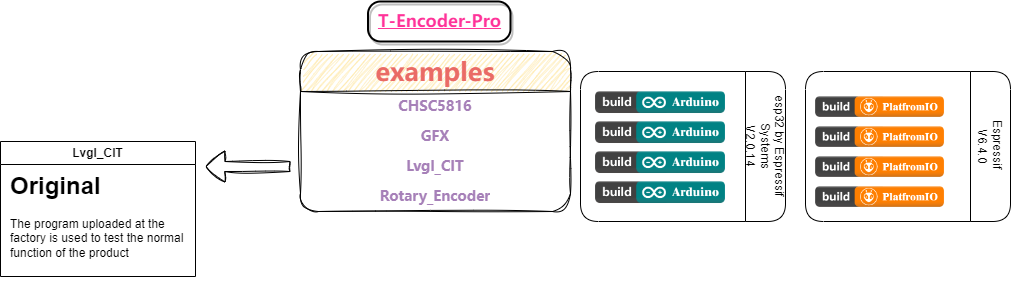 T-Encoder-Pro
examples
CHSC5816
GFX
Lvgl_CIT
Rotary_Encoder
build Arduino
build Arduino
build Arduino
build Arduino
esp32 by Espressif
Systems
V2.0.14
build PlatfromIO
build PlatfromIO
build PlatfromIO
build PlatfromIO
Espressif
V6.4.0
Lvgl_CIT
Original
The program uploaded at the
factory is used to test the normal
function of the product